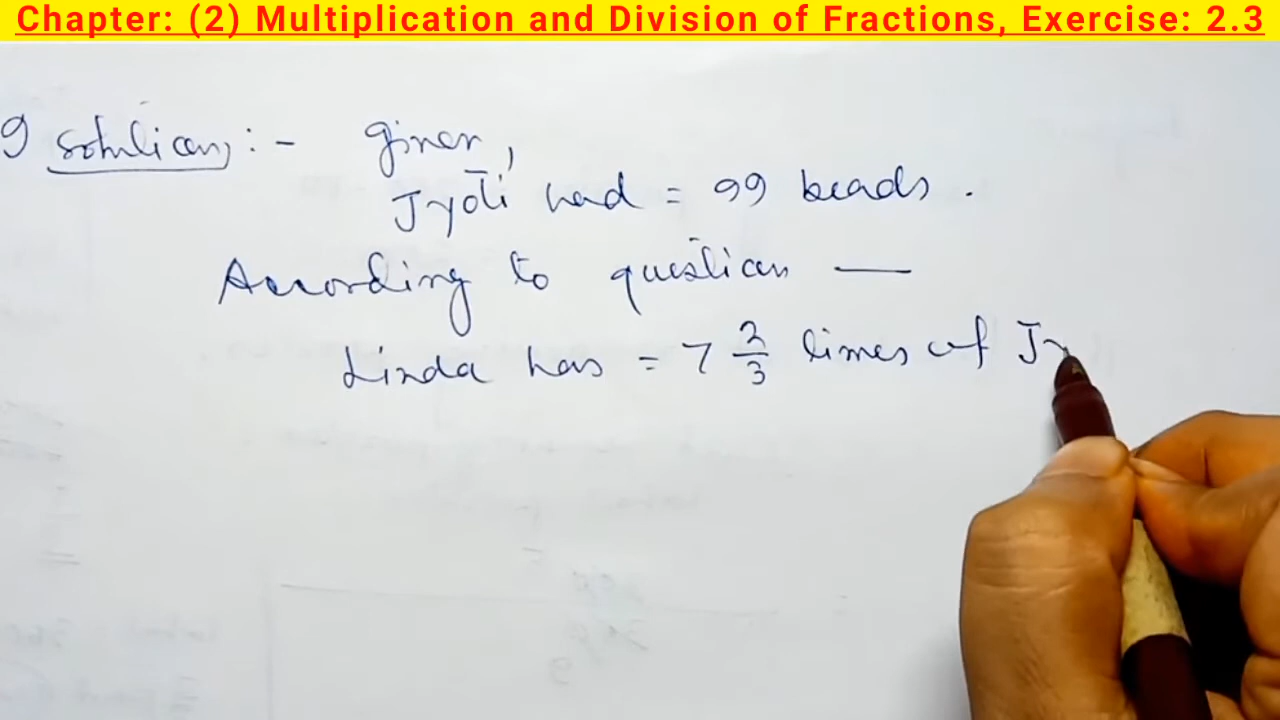 Chapter: (2) Multiplication and Division of Fractions, Exercise: 2.3
9 Solution:- given,
Jyoti had = 99 beads.
According to question —
Linda has = 7 2/3 times of Jy